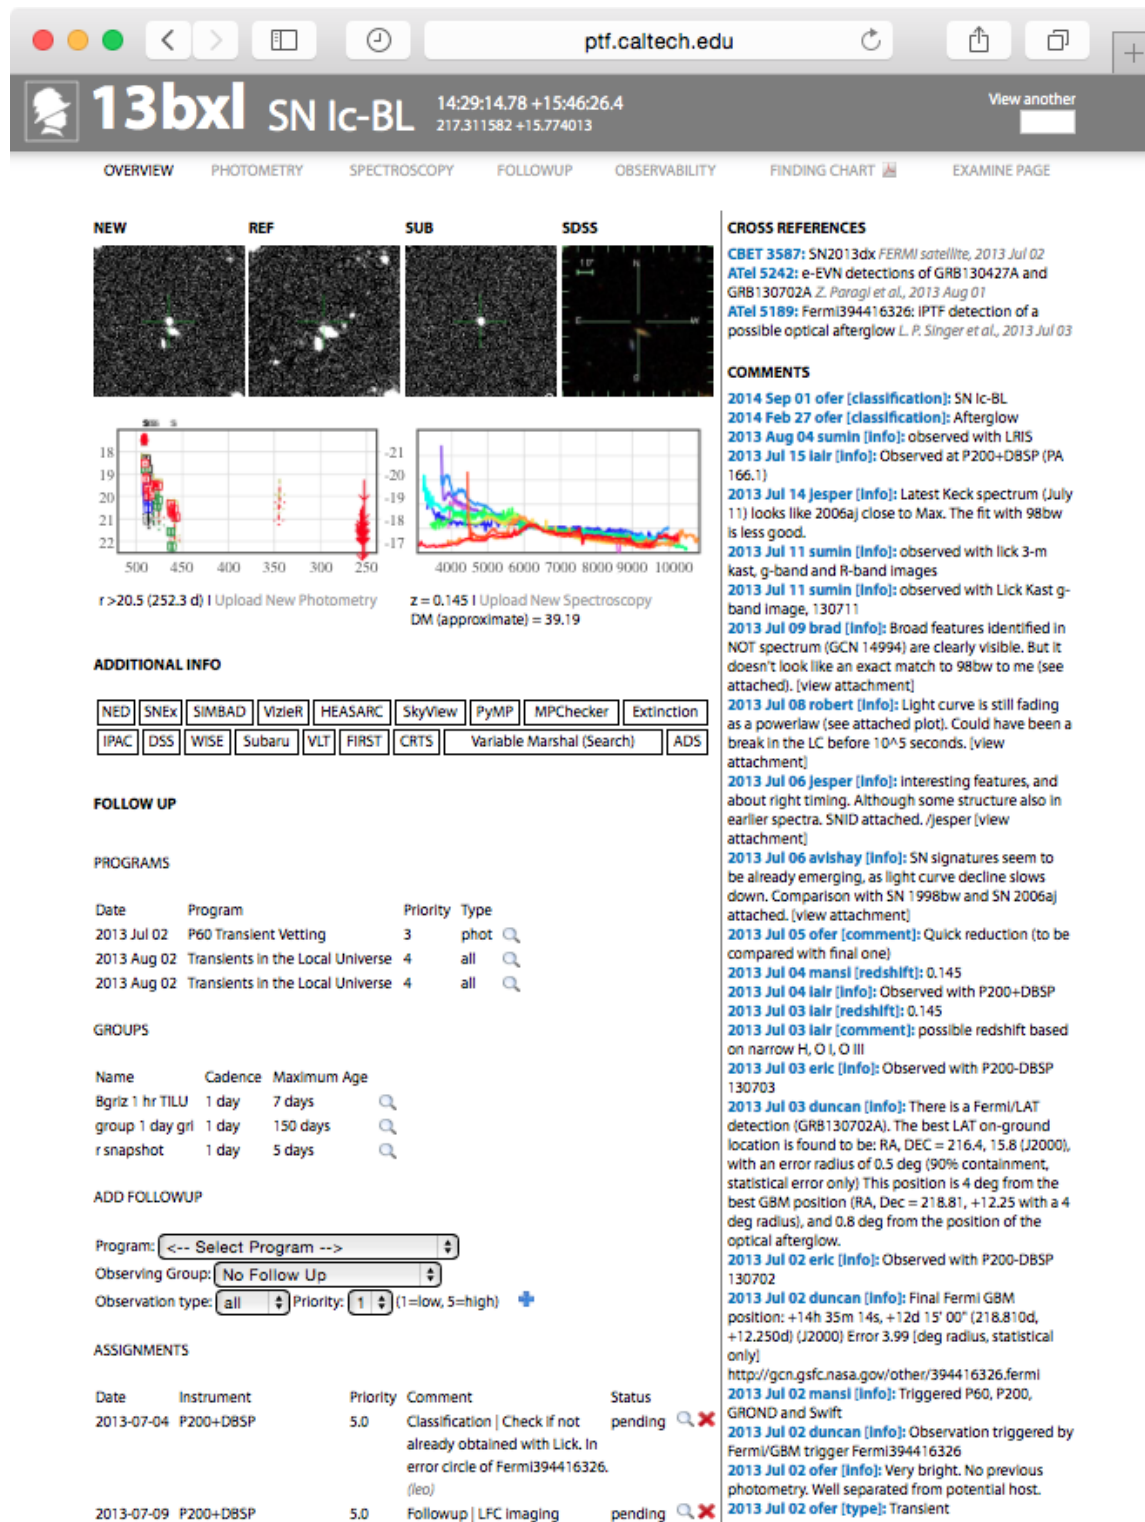 ptf.caltech.edu
13bxl SN Ic-BL
14:29:14.78 +15:46:26.4
217.311582 +15.774013
View another
OVERVIEW PHOTOMETRY SPECTROSCOPY FOLLOWUP OBSERVABILITY FINDING CHART EXAMINE PAGE
NEW REF SUB SDSS
10"
N
E
W
18
19
20
21
22
500 450 400 350 300 250
-21
-20
-19
-18
-17
4000 5000 6000 7000 8000 9000 10000
r >20.5 (252.3 d) | Upload New Photometry
z = 0.145 | Upload New Spectroscopy
DM (approximate) = 39.19
ADDITIONAL INFO
NED SNEx SIMBAD VizieR HEASARC SkyView PyMP MPChecker Extinction
IPAC DSS WISE Subaru VLT FIRST CRTS Variable Marshal (Search) ADS
FOLLOW UP
PROGRAMS
Date Program Priority Type
2013 Jul 02 P60 Transient Vetting 3 phot
2013 Aug 02 Transients in the Local Universe 4 all
2013 Aug 02 Transients in the Local Universe 4 all
GROUPS
Name Cadence Maximum Age
Bgriz 1 hr TILU 1 day 7 days
group 1 day gri 1 day 150 days
r snapshot 1 day 5 days
ADD FOLLOWUP
Program: <-- Select Program -->
Observing Group: No Follow Up
Observation type: all Priority: 1 (1=low, 5=high)
ASSIGNMENTS
Date Instrument Priority Comment Status
2013-07-04 P200+DBSP 5.0 Classification | Check if not pending
already obtained with Lick. In
error circle of Fermi394416326.
(leo)
2013-07-09 P200+DBSP 5.0 Followup | LFC imaging pending
CROSS REFERENCES
CBET 3587: SN2013dx FERMI satellite, 2013 Jul 02
ATel 5242: e-EVN detections of GRB130427A and
GRB130702A Z. Paragi et al., 2013 Aug 01
ATel 5189: Fermi394416326: iPTF detection of a
possible optical afterglow L. P. Singer et al., 2013 Jul 03
COMMENTS
2014 Sep 01 ofer [classification]: SN Ic-BL
2014 Feb 27 ofer [classification]: Afterglow
2013 Aug 04 sumin [info]: observed with LRIS
2013 Jul 15 iair [info]: Observed at P200+DBSP (PA
166.1)
2013 Jul 14 jesper [info]: Latest Keck spectrum (July
11) looks like 2006aj close to Max. The fit with 98bw
is less good.
2013 Jul 11 sumin [info]: observed with lick 3-m
kast, g-band and R-band images
2013 Jul 11 sumin [info]: observed with Lick Kast g-
band image, 130711
2013 Jul 09 brad [info]: Broad features identified in
NOT spectrum (GCN 14994) are clearly visible. But it
doesn't look like an exact match to 98bw to me (see
attached). [view attachment]
2013 Jul 08 robert [info]: Light curve is still fading
as a powerlaw (see attached plot). Could have been a
break in the LC before 10^5 seconds. [view
attachment]
2013 Jul 06 jesper [info]: interesting features, and
about right timing. Although some structure also in
earlier spectra. SNID attached. /jesper [view
attachment]
2013 Jul 06 avishay [info]: SN signatures seem to
be already emerging, as light curve decline slows
down. Comparison with SN 1998bw and SN 2006aj
attached. [view attachment]
2013 Jul 05 ofer [comment]: Quick reduction (to be
compared with final one)
2013 Jul 04 mansi [redshift]: 0.145
2013 Jul 04 iair [info]: Observed with P200+DBSP
2013 Jul 03 iair [redshift]: 0.145
2013 Jul 03 iair [comment]: possible redshift based
on narrow H, O I, O III
2013 Jul 03 eric [info]: Observed with P200-DBSP
130703
2013 Jul 03 duncan [info]: There is a Fermi/LAT
detection (GRB130702A). The best LAT on-ground
location is found to be: RA, DEC = 216.4, 15.8 (J2000),
with an error radius of 0.5 deg (90% containment,
statistical error only) This position is 4 deg from the
best GBM position (RA, Dec = 218.81, +12.25 with a 4
deg radius), and 0.8 deg from the position of the
optical afterglow.
2013 Jul 02 eric [info]: Observed with P200-DBSP
130702
2013 Jul 02 duncan [info]: Final Fermi GBM
position: +14h 35m 14s, +12d 15' 00" (218.810d,
+12.250d) (J2000) Error 3.99 [deg radius, statistical
only]
http://gcn.gsfc.nasa.gov/other/394416326.fermi
2013 Jul 02 mansi [info]: Triggered P60, P200,
GROND and Swift
2013 Jul 02 duncan [info]: Observation triggered by
Fermi/GBM trigger Fermi394416326
2013 Jul 02 ofer [info]: Very bright. No previous
photometry. Well separated from potential host.
2013 Jul 02 ofer [type]: Transient